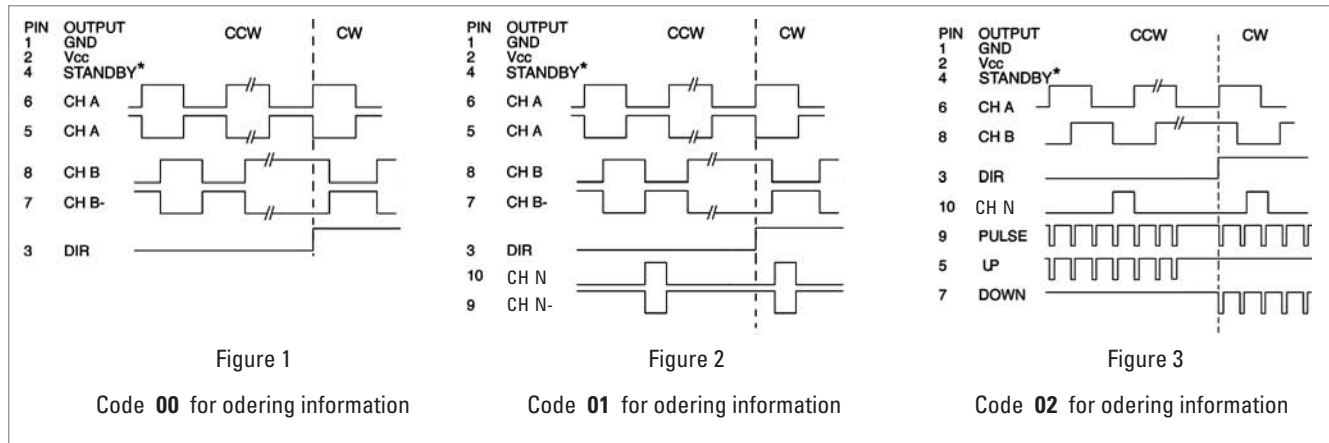 PIN OUTPUT CCW CW
1 GND
2 Vcc
4 STANDBY*
6 CH A
5 CH A
8 CH B
7 CH B-
3 DIR
Figure 1
Code 00 for odering information
PIN OUTPUT CCW CW
1 GND
2 Vcc
4 STANDBY*
6 CH A
5 CH A
8 CH B
7 CH B-
3 DIR
10 CH N
9 CH N-
Figure 2
Code 01 for odering information
PIN OUTPUT CCW CW
1 GND
2 Vcc
4 STANDBY*
6 CH A
8 CH B
3 DIR
10 CH N
9 PULSE
5 UP
7 DOWN
Figure 3
Code 02 for odering information